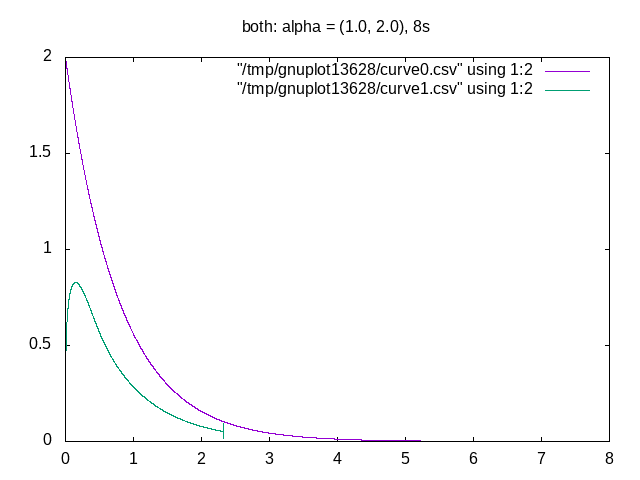 both: alpha = (1.0, 2.0), 8s
"/tmp/gnuplot13628/curve0.csv" using 1:2
"/tmp/gnuplot13628/curve1.csv" using 1:2
2
1.5
1
0.5
0
0 1 2 3 4 5 6 7 8